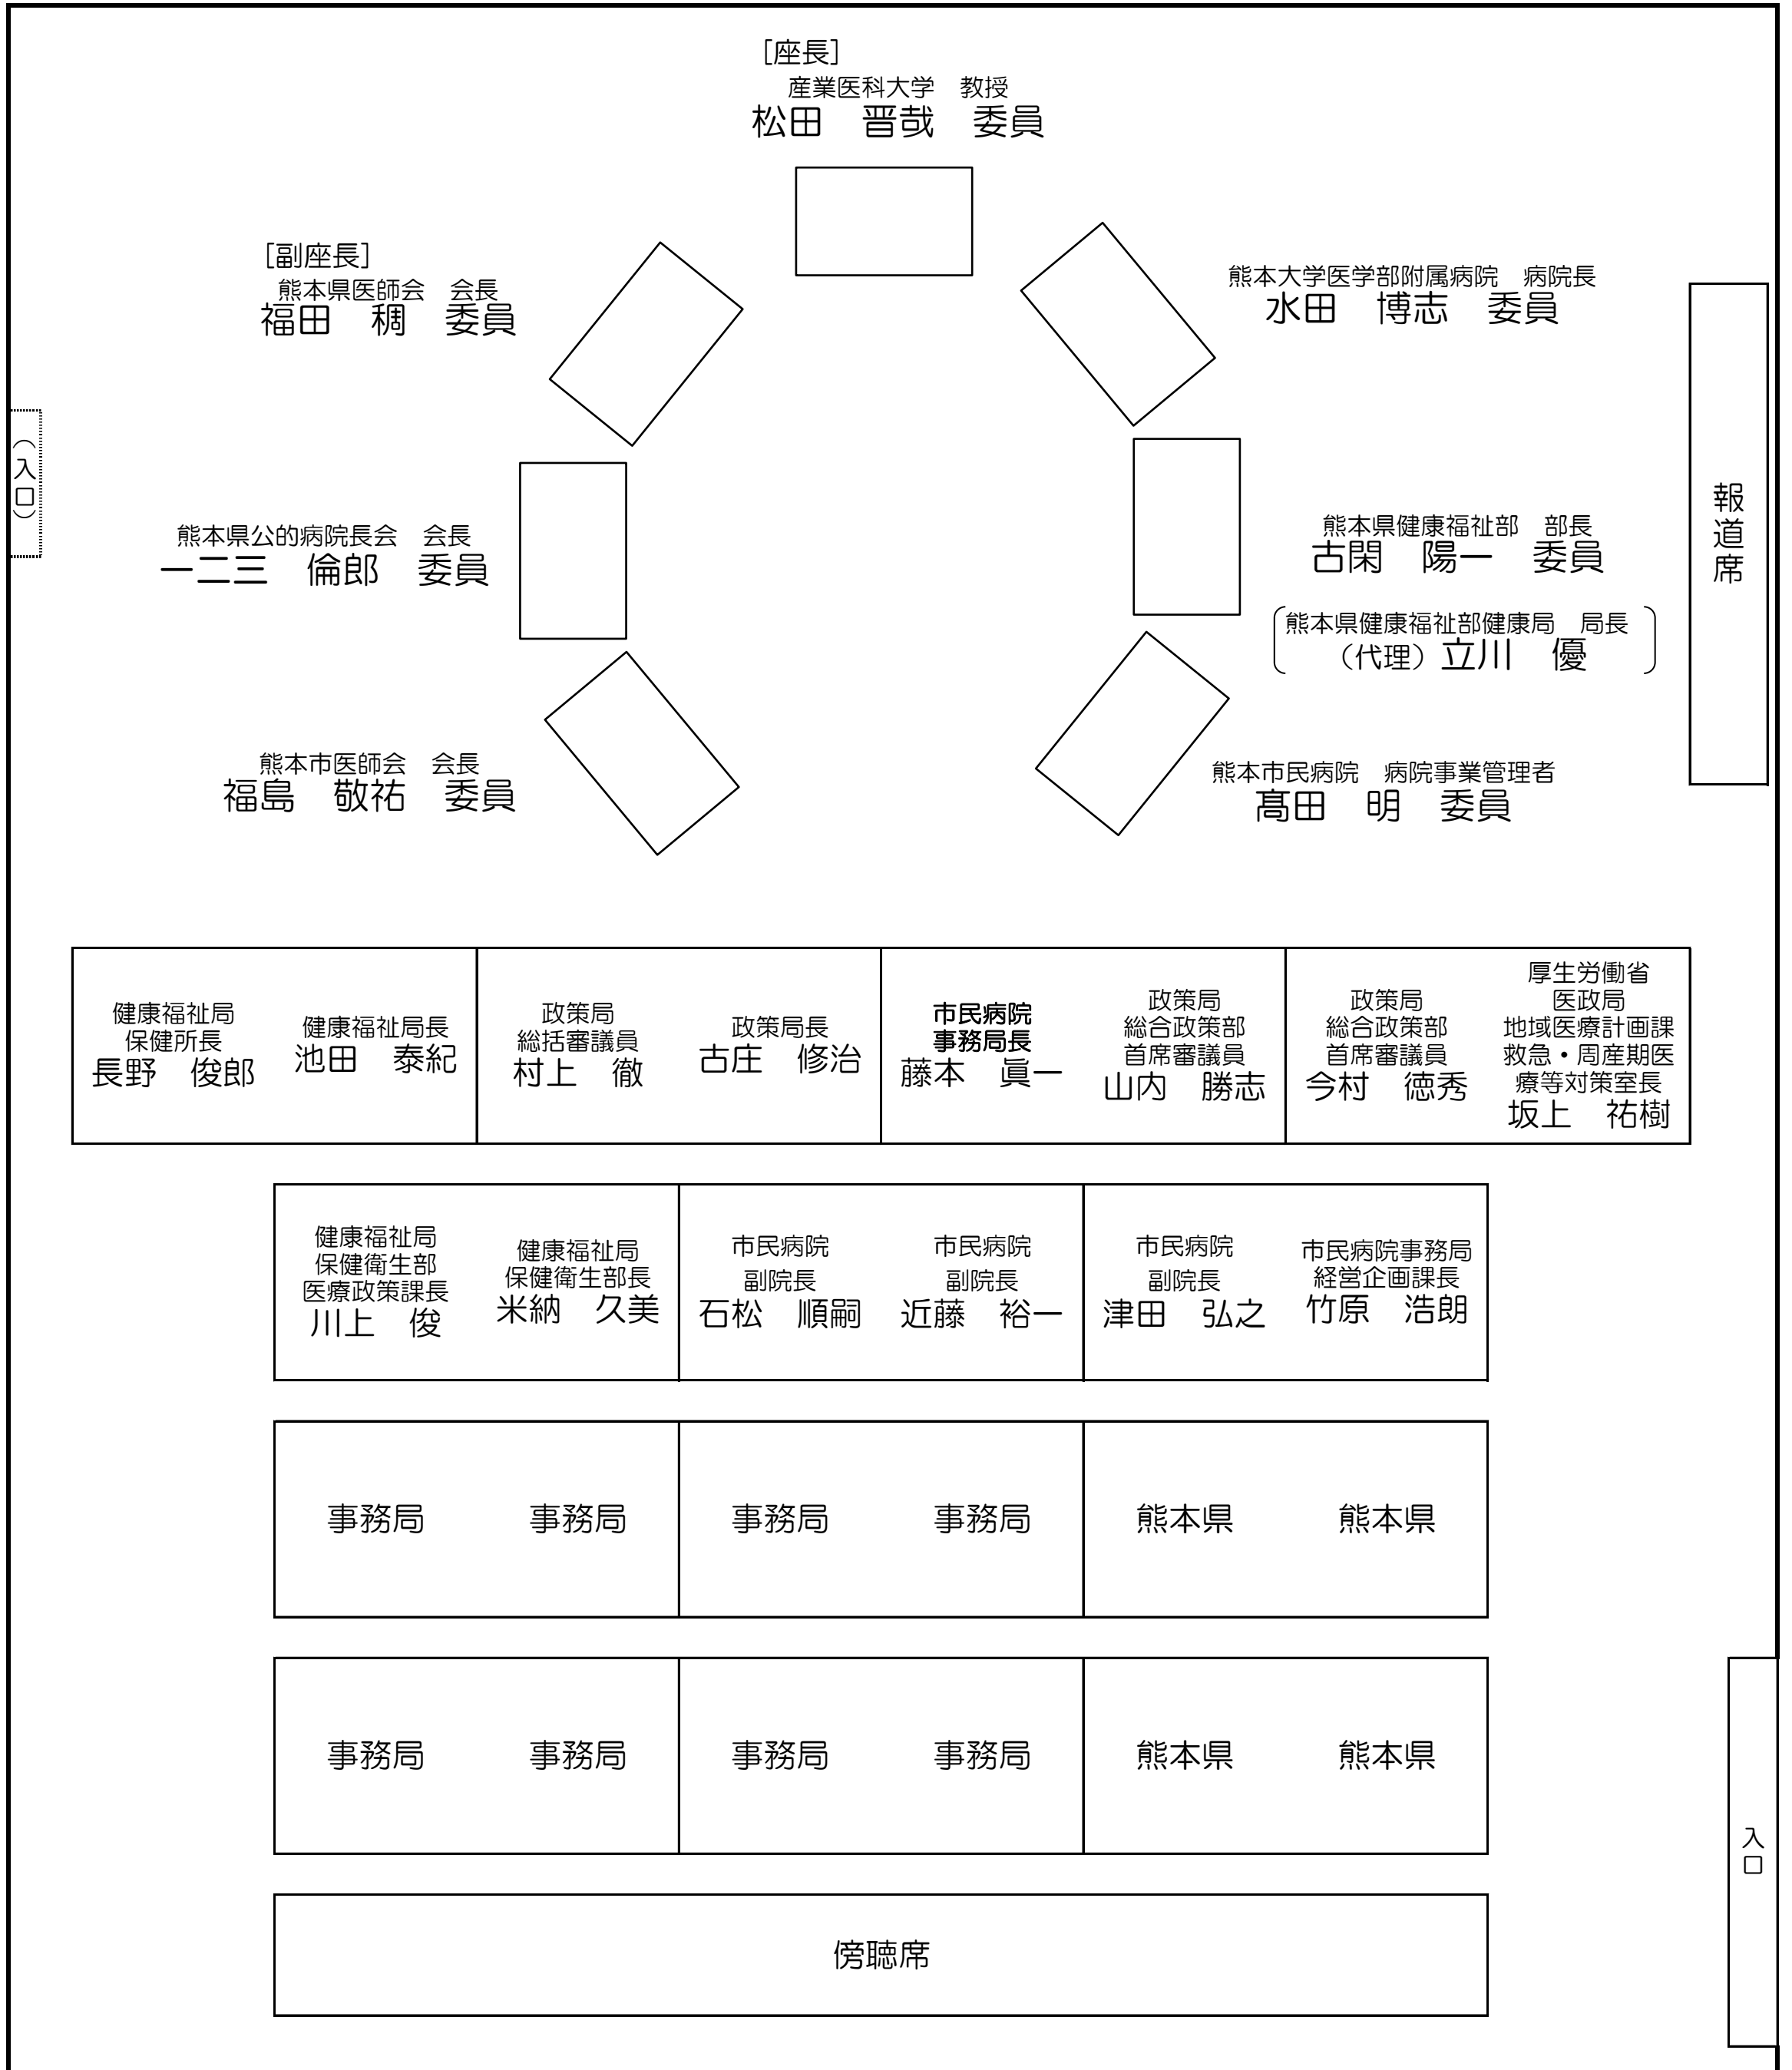 ［座長］
産業医科大学　教授
松田　晋哉　委員
［副座長］
熊本県医師会　会長
福田　稠　委員
熊本大学医学部附属病院　病院長
水田　博志　委員
（入口）
報道席
熊本県公的病院長会　会長
一二三　倫郎　委員
熊本県健康福祉部　部長
古閑　陽一　委員
熊本県健康福祉部健康局　局長
（代理）立川　優
熊本市医師会　会長
福島　敬祐　委員
熊本市民病院　病院事業管理者
髙田　明　委員
健康福祉局
保健所長
長野　俊郎
健康福祉局長
池田　泰紀
政策局
総括審議員
村上　徹
政策局長
古庄　修治
市民病院
事務局長
藤本　眞一
政策局
総合政策部
首席審議員
山内　勝志
政策局
総合政策部
首席審議員
今村　徳秀
厚生労働省
医政局
地域医療計画課
救急・周産期医
療等対策室長
坂上　祐樹
健康福祉局
保健衛生部
医療政策課長
川上　俊
健康福祉局
保健衛生部長
米納　久美
市民病院
副院長
石松　順嗣
市民病院
副院長
近藤　裕一
市民病院
副院長
津田　弘之
市民病院事務局
経営企画課長
竹原　浩朗
事務局
事務局
事務局
事務局
熊本県
熊本県
事務局
事務局
事務局
事務局
熊本県
熊本県
入口
傍聴席